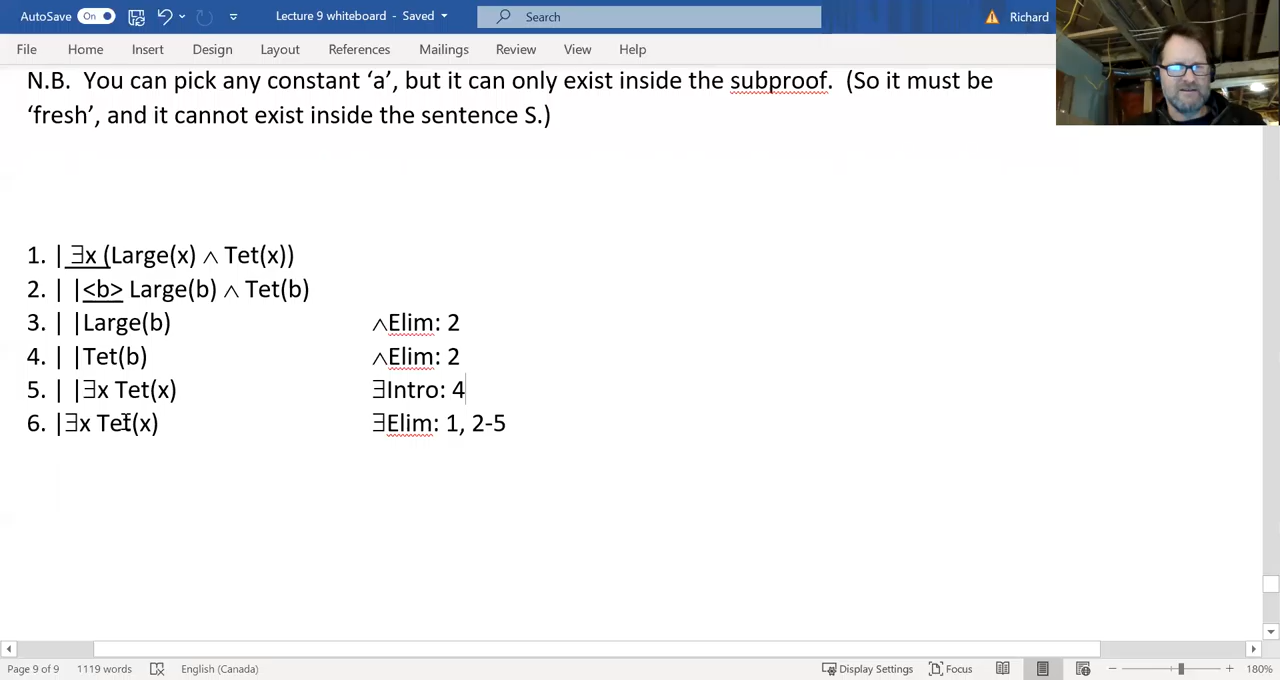 AutoSave On Lecture 9 whiteboard - Saved Search Richard
File Home Insert Design Layout References Mailings Review View Help
N.B. You can pick any constant ‘a’, but it can only exist inside the subproof. (So it must be
‘fresh’, and it cannot exist inside the sentence S.)
1. | ∃x (Large(x) ∧ Tet(x))
2. | |<b> Large(b) ∧ Tet(b)
3. | |Large(b) ∧Elim: 2
4. | |Tet(b) ∧Elim: 2
5. | |∃x Tet(x) ∃Intro: 4
6. |∃x Tet(x) ∃Elim: 1, 2-5
Page 9 of 9 1119 words English (Canada) Display Settings Focus 180%